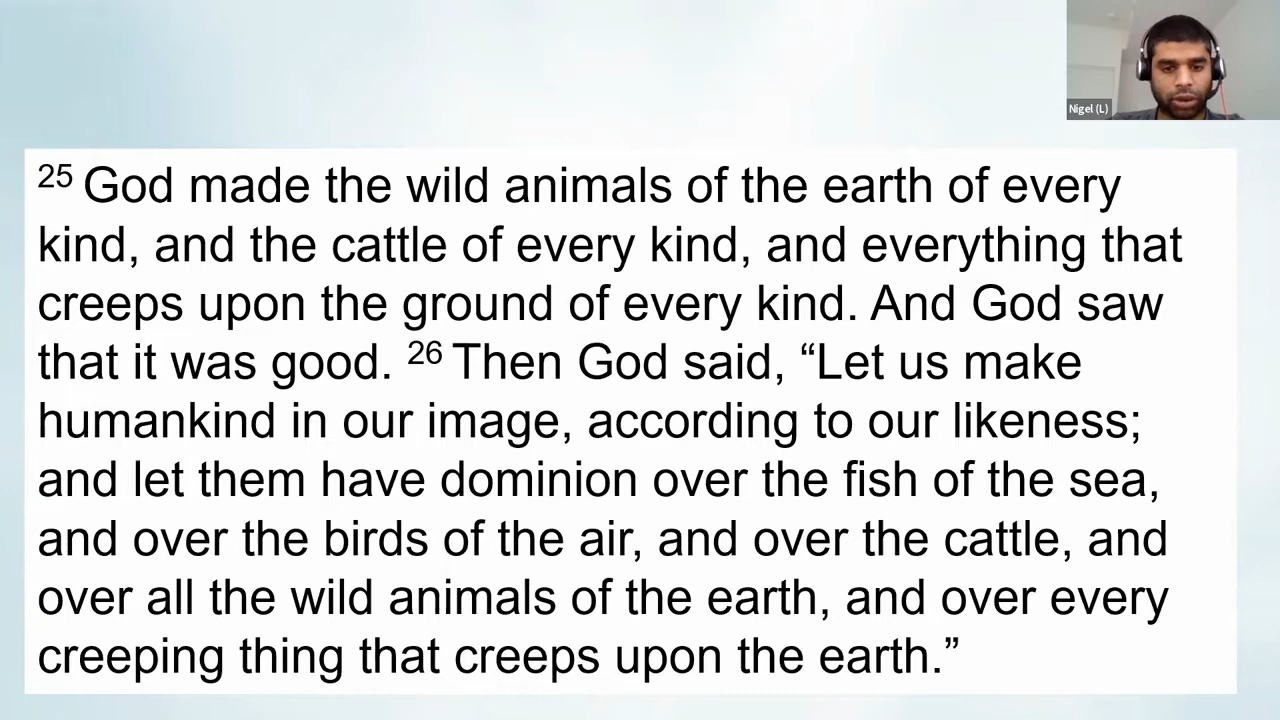 Nigel (L)
25 God made the wild animals of the earth of every
kind, and the cattle of every kind, and everything that
creeps upon the ground of every kind. And God saw
that it was good. 26 Then God said, “Let us make
humankind in our image, according to our likeness;
and let them have dominion over the fish of the sea,
and over the birds of the air, and over the cattle, and
over all the wild animals of the earth, and over every
creeping thing that creeps upon the earth.”